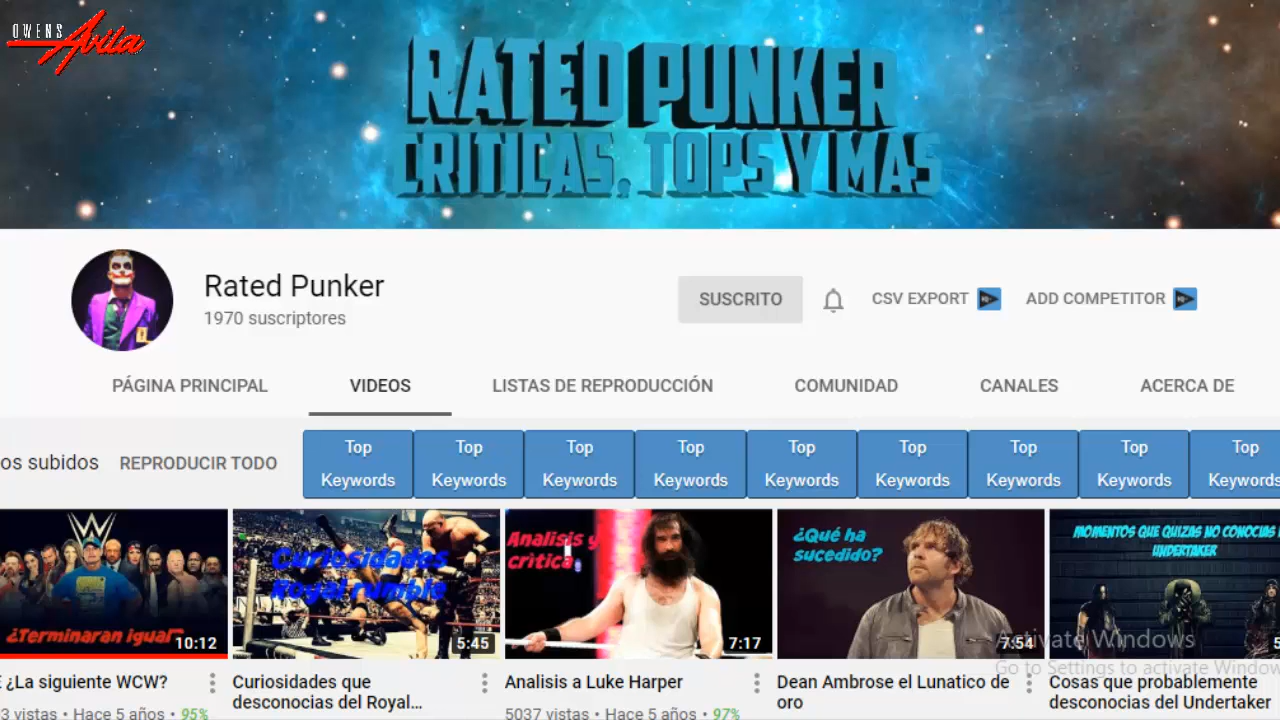 OWENS
Avila
RATED PUNKER
CRITICAS, TOPS Y MAS
Rated Punker
1970 suscriptores
SUSCRITO
CSV EXPORT
ADD COMPETITOR
PÁGINA PRINCIPAL
VIDEOS
LISTAS DE REPRODUCCIÓN
COMUNIDAD
CANALES
ACERCA DE
os subidos
REPRODUCIR TODO
Top Keywords
Top Keywords
Top Keywords
Top Keywords
Top Keywords
Top Keywords
Top Keywords
Top Keywords
Top Keywords
¿Terminaran igual?
10:12
Curiosidades
Royal rumble
5:45
Analisis y
crìtica
7:17
¿Qué ha
sucedido?
7:54
MOMENTOS QUE QUIZAS NO CONOCIAS
UNDERTAKER
Activate Windows
Go to Settings to activate Window
¿La siguiente WCW?
3 vistas • Hace 5 años • 95%
Curiosidades que
desconocias del Royal...
Analisis a Luke Harper
5037 vistas • Hace 5 años • 97%
Dean Ambrose el Lunatico de
oro
Cosas que probablemente
desconocias del Undertaker